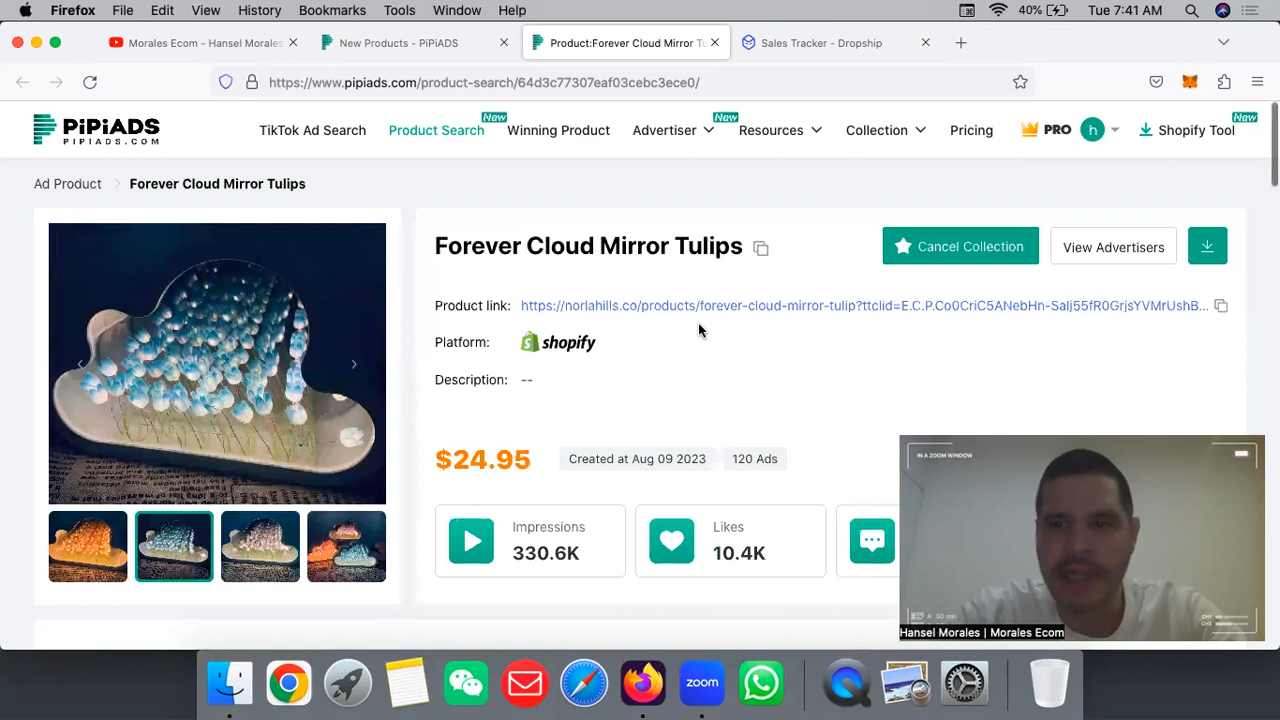 Firefox File Edit View History Bookmarks Tools Window Help 40% Tue 7:41 AM
Morales Ecom - Hansel Morales
New Products - PiPiADS
Product:Forever Cloud Mirror Tu
Sales Tracker - Dropship
https://www.pipiads.com/product-search/64d3c77307eaf03cebc3ece0/
PiPiADS
PIPIADS.COM
TikTok Ad Search
Product Search New
Winning Product
Advertiser
Resources New
Collection
Pricing
PRO h
Shopify Tool New
Ad Product > Forever Cloud Mirror Tulips
Forever Cloud Mirror Tulips
Cancel Collection
View Advertisers
Product link: https://norlahills.co/products/forever-cloud-mirror-tulip?ttclid=E.C.P.Co0CriC5ANebHn-SaIj55fR0GrjsYVMrUshB...
Platform: shopify
Description: --
$24.95 Created at Aug 09 2023 120 Ads
Impressions
330.6K
Likes
10.4K
IN A ZOOM WINDOW
Hansel Morales | Morales Ecom
zoom